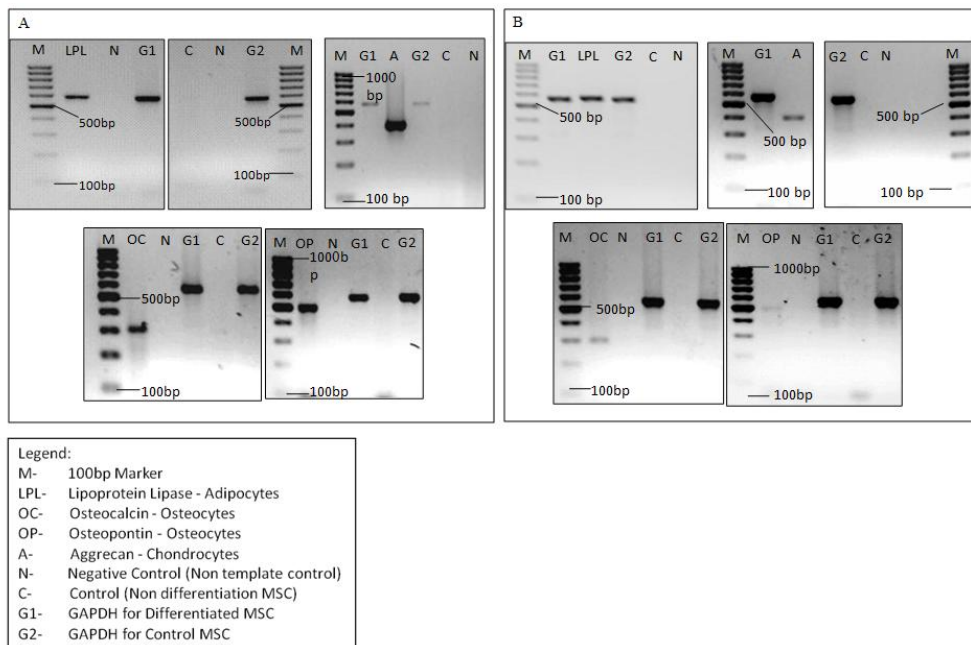 A
M LPL N G1
500bp
100bp
C N G2 M
500bp
100bp
M G1 A G2 C N
1000
bp
100 bp
M OC N G1 C G2
500bp
100bp
M OP N G1 C G2
1000b
p
100bp
B
M G1 LPL G2 C N
500 bp
100 bp
M G1 A
500 bp
100 bp
G2 C N M
500 bp
100 bp
M OC N G1 C G2
500bp
100bp
M OP N G1 C G2
1000bp
100bp
Legend:
M- 100bp Marker
LPL- Lipoprotein Lipase - Adipocytes
OC- Osteocalcin - Osteocytes
OP- Osteopontin - Osteocytes
A- Aggrecan - Chondrocytes
N- Negative Control (Non template control)
C- Control (Non differentiation MSC)
G1- GAPDH for Differentiated MSC
G2- GAPDH for Control MSC